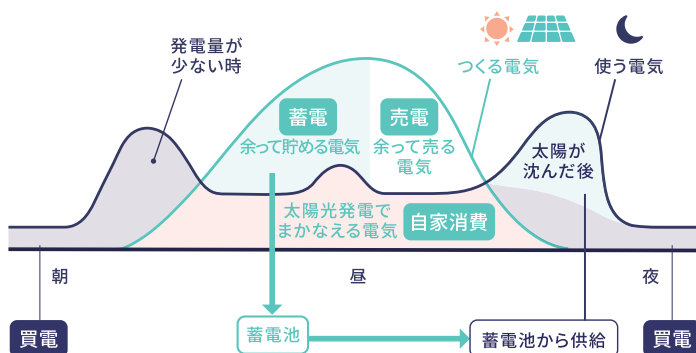 発電量が
少ない時
つくる電気
使う電気
蓄電
余って貯める電気
売電
余って売る
電気
太陽が
沈んだ後
太陽光発電で
まかなえる電気
自家消費
朝
昼
夜
買電
蓄電池
蓄電池から供給
買電